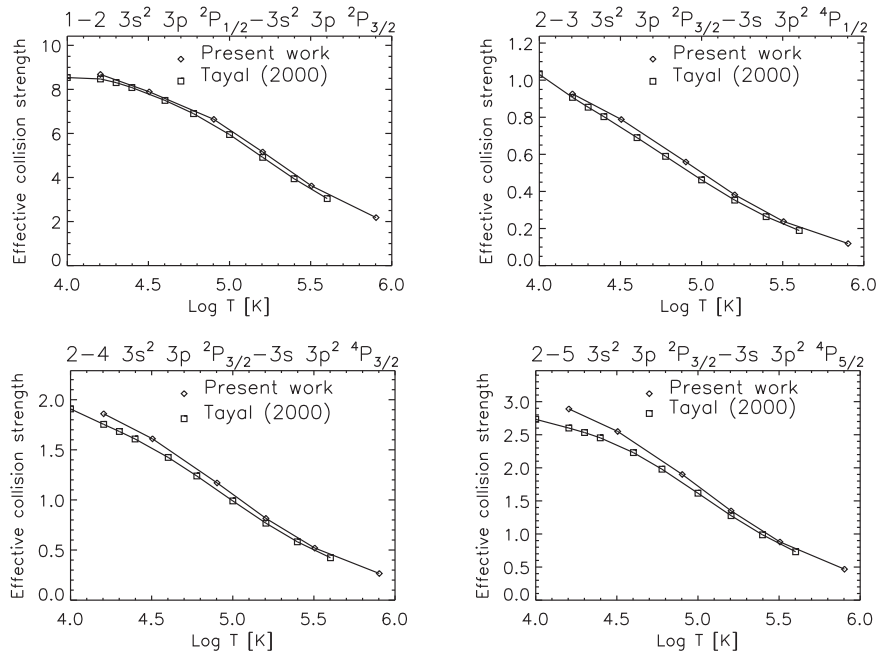 1−2 3s² 3p ²P₁/₂−3s² 3p ²P₃/₂
Effective collision strength
10
8
6
4
2
0
Present work
Tayal (2000)
4.0 4.5 5.0 5.5 6.0
Log T [K]
2−3 3s² 3p ²P₃/₂−3s 3p² ⁴P₁/₂
Effective collision strength
1.2
1.0
0.8
0.6
0.4
0.2
0.0
Present work
Tayal (2000)
4.0 4.5 5.0 5.5 6.0
Log T [K]
2−4 3s² 3p ²P₃/₂−3s 3p² ⁴P₃/₂
Effective collision strength
2.0
1.5
1.0
0.5
0.0
Present work
Tayal (2000)
4.0 4.5 5.0 5.5 6.0
Log T [K]
2−5 3s² 3p ²P₃/₂−3s 3p² ⁴P₅/₂
Effective collision strength
3.0
2.5
2.0
1.5
1.0
0.5
0.0
Present work
Tayal (2000)
4.0 4.5 5.0 5.5 6.0
Log T [K]